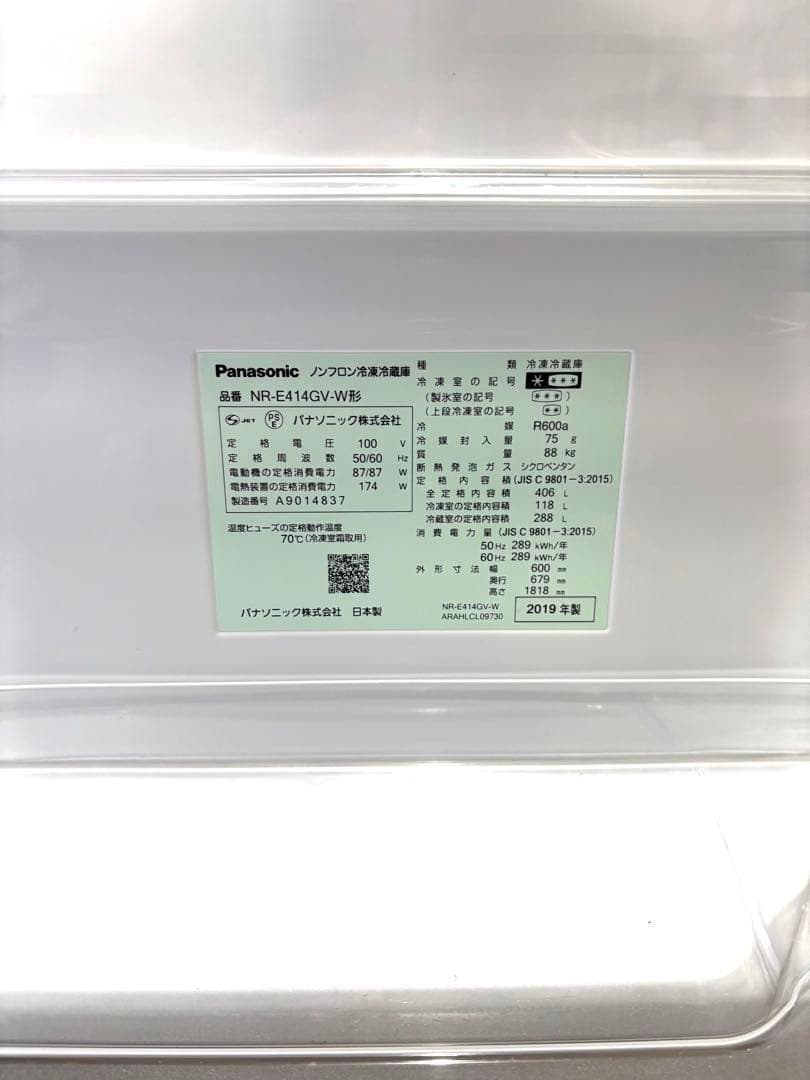 Panasonic ノンフロン冷凍冷蔵庫
品番 NR-E414GV-W形
JET PSE パナソニック株式会社
定格電圧 100 V
定格周波数 50/60 Hz
電動機の定格消費電力 87/87 W
電熱装置の定格消費電力 174 W
製造番号 A9014837
温度ヒューズの定格動作温度
70℃(冷凍室霜取用)
パナソニック株式会社 日本製
種類 冷凍冷蔵庫
冷凍室の記号 * ***
(製氷室の記号 ***)
(上段冷凍室の記号 **)
冷媒 R600a
冷媒封入量 75 g
質量 88 kg
断熱発泡ガス シクロペンタン
定格内容積 (JIS C 9801-3:2015)
全定格内容積 406 L
冷凍室の定格内容積 118 L
冷蔵室の定格内容積 288 L
消費電力量 (JIS C 9801-3:2015)
50Hz 289 kWh/年
60Hz 289 kWh/年
外形寸法 幅 600 mm
奥行 679 mm
高さ 1818 mm
NR-E414GV-W
ARAHLCL09730
2019 年製